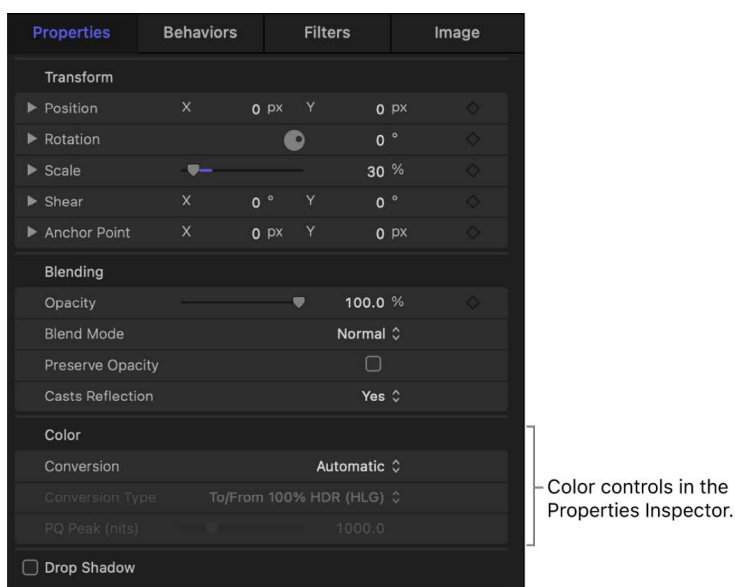 Properties Behaviors Filters Image
Transform
Position X 0 px Y 0 px
Rotation 0 °
Scale 30 %
Shear X 0 ° Y 0 °
Anchor Point X 0 px Y 0 px
Blending
Opacity 100.0 %
Blend Mode Normal
Preserve Opacity
Casts Reflection Yes
Color
Conversion Automatic
Conversion Type To/From 100% HDR (HLG)
PQ Peak (nits) 1000.0
Drop Shadow
Color controls in the
Properties Inspector.